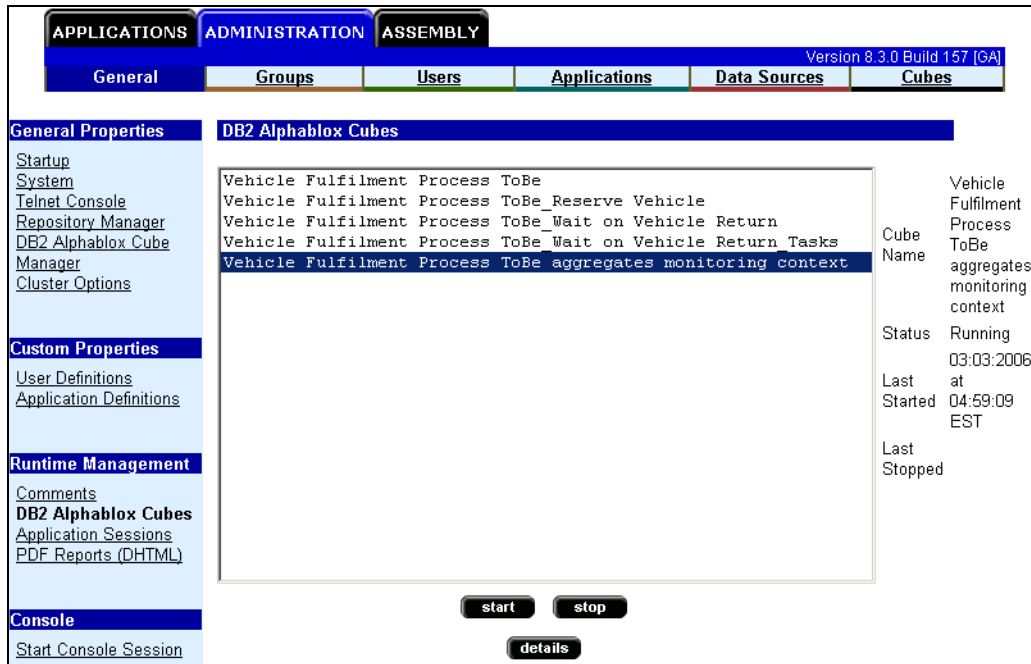 APPLICATIONS ADMINISTRATION ASSEMBLY
Version 8.3.0 Build 157 [GA]
General Groups Users Applications Data Sources Cubes
General Properties
Startup
System
Telnet Console
Repository Manager
DB2 Alphablox Cube
Manager
Cluster Options
Custom Properties
User Definitions
Application Definitions
Runtime Management
Comments
DB2 Alphablox Cubes
Application Sessions
PDF Reports (DHTML)
Console
Start Console Session
DB2 Alphablox Cubes
Vehicle Fulfilment Process ToBe
Vehicle Fulfilment Process ToBe_Reserve Vehicle
Vehicle Fulfilment Process ToBe_Wait on Vehicle Return
Vehicle Fulfilment Process ToBe_Wait on Vehicle Return_Tasks
Vehicle Fulfilment Process ToBe aggregates monitoring context
start stop
details
Cube
Name
Vehicle
Fulfilment
Process
ToBe
aggregates
monitoring
context
Status Running
Last
Started
03:03:2006
at
04:59:09
EST
Last
Stopped